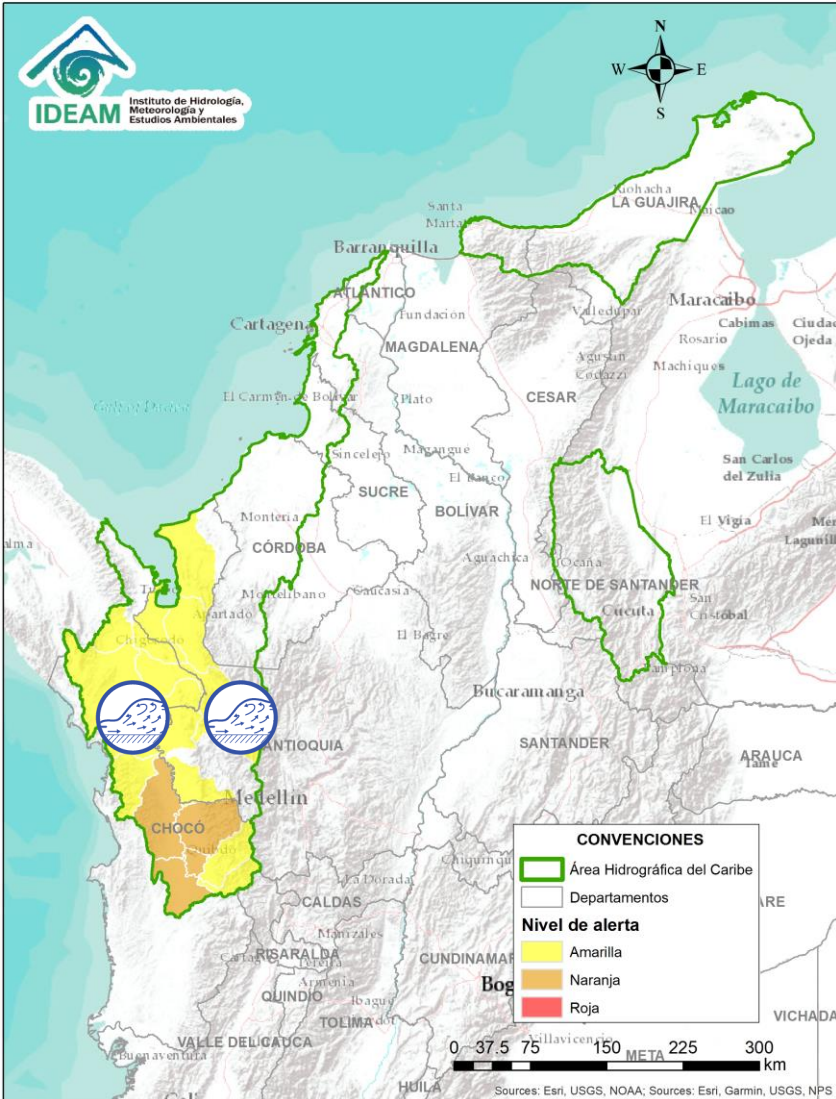 IDEAM
Instituto de Hidrología,
Meteorología y
Estudios Ambientales
N
W
E
S
Riohacha
LA GUAJIRA
Maicao
Santa
Marta
Barranquilla
ATLÁNTICO
Fundación
Valledupar
Maracaibo
Cabimas
Ciudad
Ojeda
Rosario
Cartagena
MAGDALENA
Agustín
Codazzi
Machiques
Lago de
Maracaibo
El Carmen de Bolívar
Plato
CESAR
Sincelejo
Magangué
San Carlos
del Zulia
SUCRE
El Banco
Montería
BOLÍVAR
El Vigía
CÓRDOBA
Aguachica
Ocaña
Montelíbano
Caucasia
NORTE DE SANTANDER
Cúcuta
San
Cristóbal
Apartado
El Bagre
Chigorodo
Pamplona
Bucaramanga
ANTIOQUIA
SANTANDER
ARAUCA
Tame
Medellín
CHOCÓ
Quibdó
La Dorada
CALDAS
Manizales
RISARALDA
Pereira
Armenia
QUINDÍO
Ibagué
TOLIMA
VALLE DEL CAUCA
Buenaventura
Villavicencio
META
VICHADA
HUILA
CONVENCIONES
Área Hidrográfica del Caribe
Departamentos
Nivel de alerta
Amarilla
Naranja
Roja
0 37.5 75 150 225 300
km
Sources: Esri, USGS, NOAA; Sources: Esri, Garmin, USGS, NPS